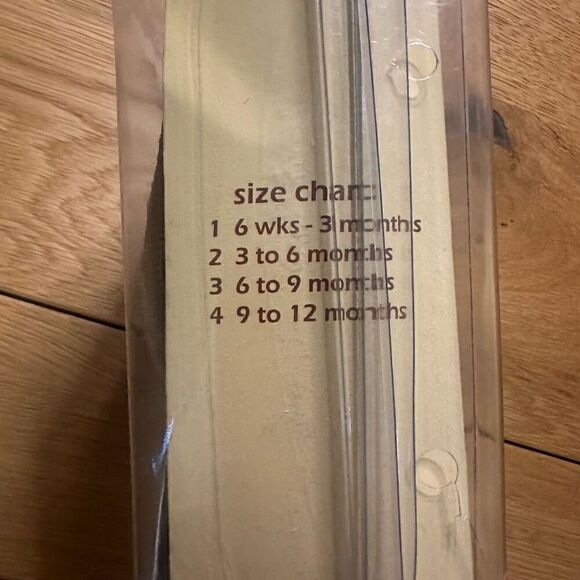 size chart:
1 6 wks - 3 months
2 3 to 6 months
3 6 to 9 months
4 9 to 12 months